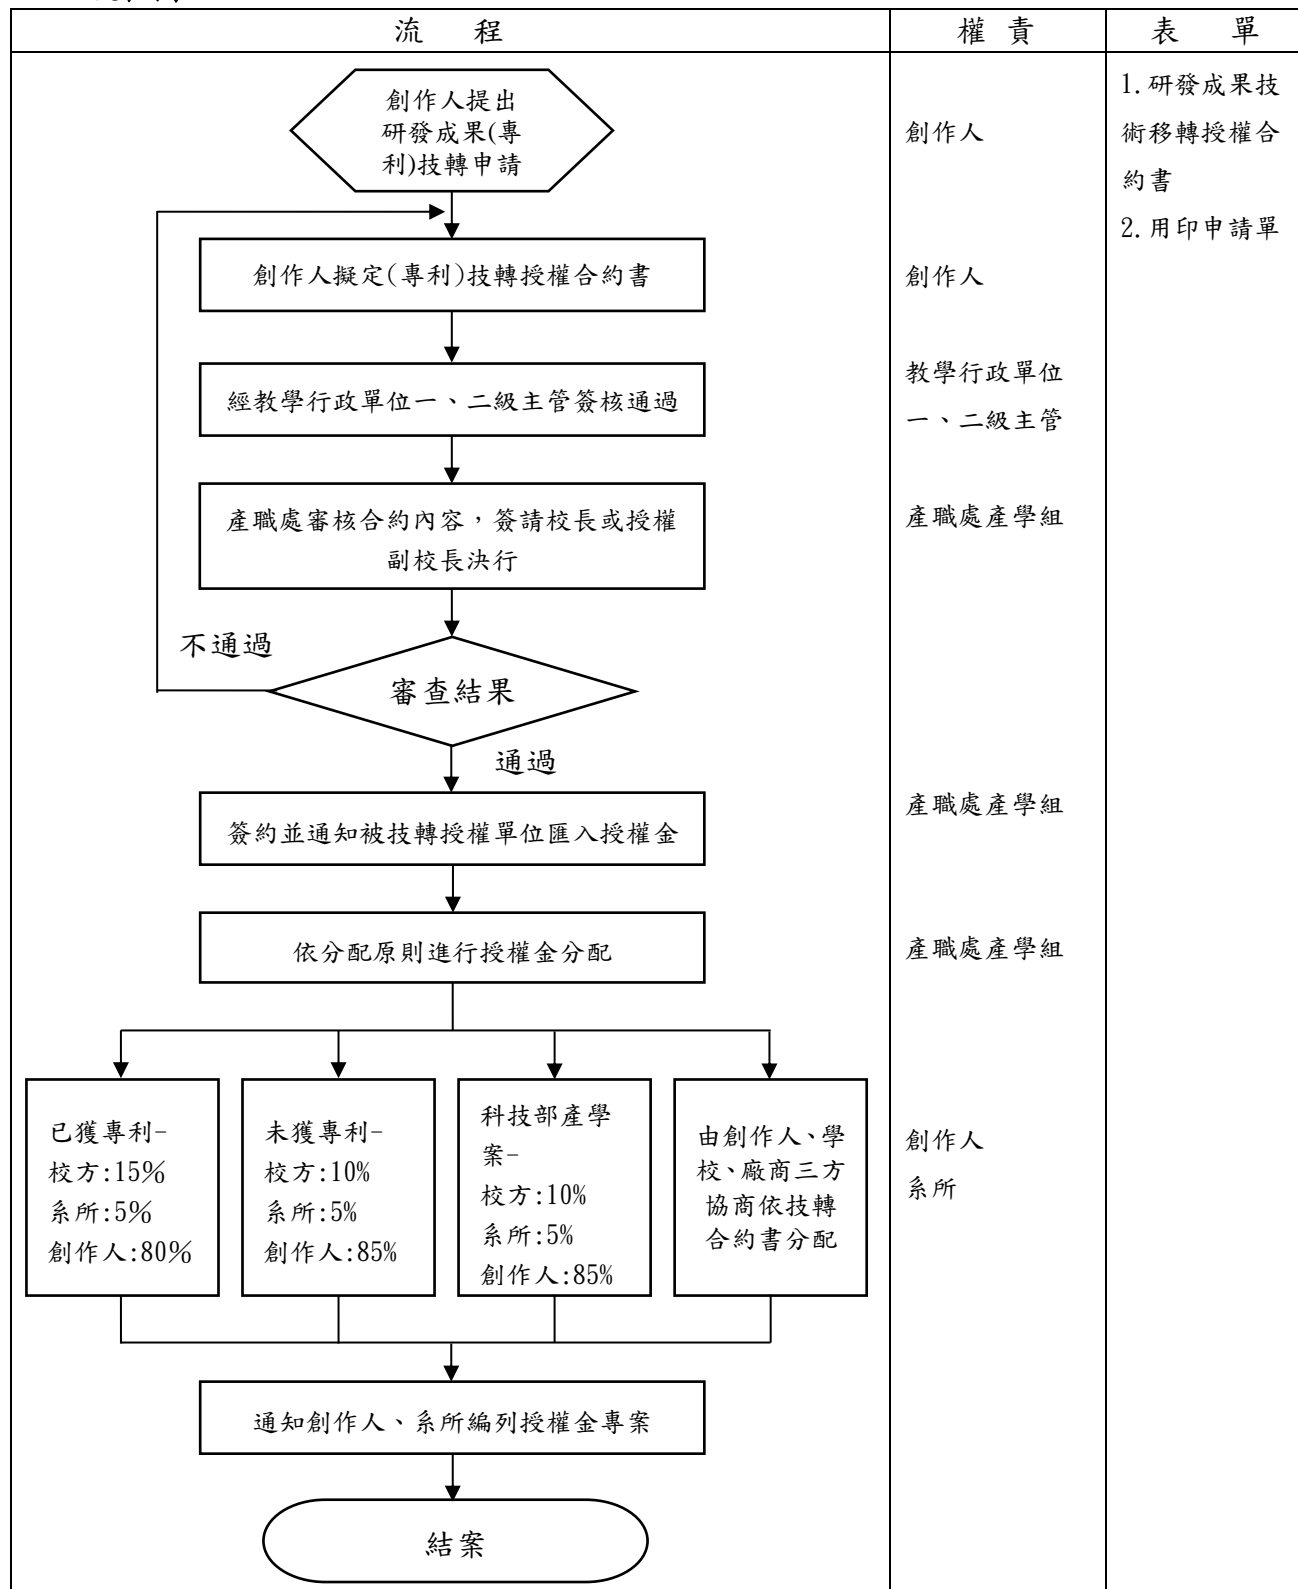 流 程
權 責
表 單
創作人提出
研發成果(專
利)技轉申請
創作人
1.研發成果技
術移轉授權合
約書
2.用印申請單
創作人擬定(專利)技轉授權合約書
創作人
經教學行政單位一、二級主管簽核通過
教學行政單位
一、二級主管
產職處審核合約內容，簽請校長或授權
副校長決行
產職處產學組
不通過
審查結果
通過
簽約並通知被技轉授權單位匯入授權金
產職處產學組
依分配原則進行授權金分配
產職處產學組
已獲專利-
校方:15%
系所:5%
創作人:80%
未獲專利-
校方:10%
系所:5%
創作人:85%
科技部產學
案-
校方:10%
系所:5%
創作人:85%
由創作人、學
校、廠商三方
協商依技轉
合約書分配
創作人
系所
通知創作人、系所編列授權金專案
結案